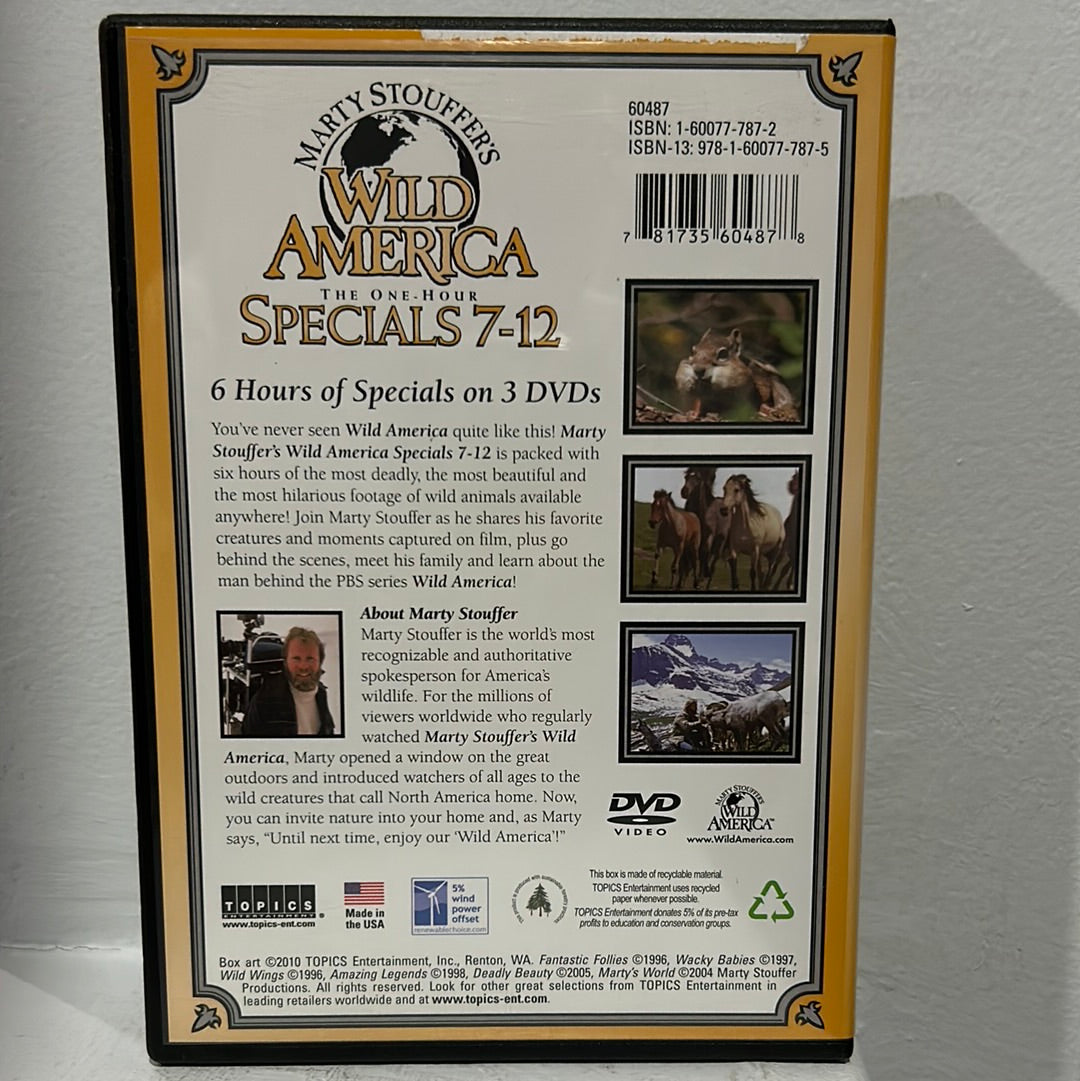 MARTY STOUFFER'S
WILD
AMERICA
THE ONE-HOUR
SPECIALS 7-12
60487
ISBN: 1-60077-787-2
ISBN-13: 978-1-60077-787-5
7 81735 60487 8
6 Hours of Specials on 3 DVDs
You've never seen Wild America quite like this! Marty
Stouffer's Wild America Specials 7-12 is packed with
six hours of the most deadly, the most beautiful and
the most hilarious footage of wild animals available
anywhere! Join Marty Stouffer as he shares his favorite
creatures and moments captured on film, plus go
behind the scenes, meet his family and learn about the
man behind the PBS series Wild America!
About Marty Stouffer
Marty Stouffer is the world's most
recognizable and authoritative
spokesperson for America's
wildlife. For the millions of
viewers worldwide who regularly
watched Marty Stouffer's Wild
America, Marty opened a window on the great
outdoors and introduced watchers of all ages to the
wild creatures that call North America home. Now,
you can invite nature into your home and, as Marty
says, "Until next time, enjoy our 'Wild America'!"
DVD
VIDEO
MARTY STOUFFER'S
WILD
AMERICA™
www.WildAmerica.com
TOPICS
ENTERTAINMENT®
www.topics-ent.com
Made in
the USA
5%
wind
power
offset
renewablechoice.com
This product is produced with sustainable forestry practices
This box is made of recyclable material.
TOPICS Entertainment uses recycled
paper whenever possible.
TOPICS Entertainment donates 5% of its pre-tax
profits to education and conservation groups.
Box art ©2010 TOPICS Entertainment, Inc., Renton, WA. Fantastic Follies ©1996, Wacky Babies ©1997,
Wild Wings ©1996, Amazing Legends ©1998, Deadly Beauty ©2005, Marty's World ©2004 Marty Stouffer
Productions. All rights reserved. Look for other great selections from TOPICS Entertainment in
leading retailers worldwide and at www.topics-ent.com.